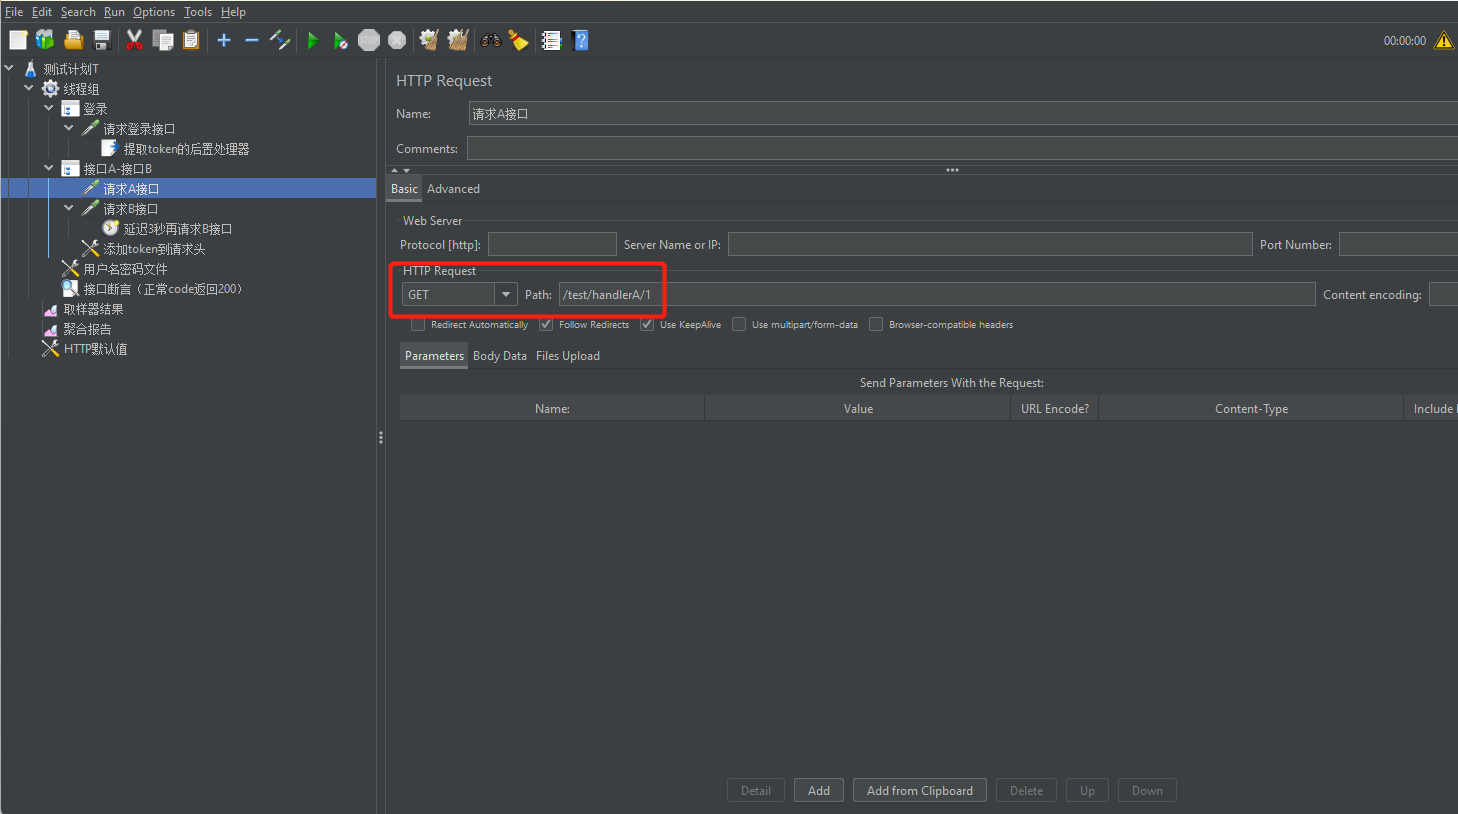 File Edit Search Run Options Tools Help
STOP
00:00:00
测试计划T
线程组
登录
请求登录接口
提取token的后置处理器
接口A-接口B
请求A接口
请求B接口
延迟3秒再请求B接口
添加token到请求头
用户名密码文件
接口断言（正常code返回200）
取样器结果
聚合报告
HTTP默认值
HTTP Request
Name: 请求A接口
Comments:
Basic Advanced
Web Server
Protocol [http]: Server Name or IP: Port Number:
HTTP Request
GET Path: /test/handlerA/1 Content encoding:
Redirect Automatically Follow Redirects Use KeepAlive Use multipart/form-data Browser-compatible headers
Parameters Body Data Files Upload
Send Parameters With the Request:
Name: Value URL Encode? Content-Type Include
Detail Add Add from Clipboard Delete Up Down